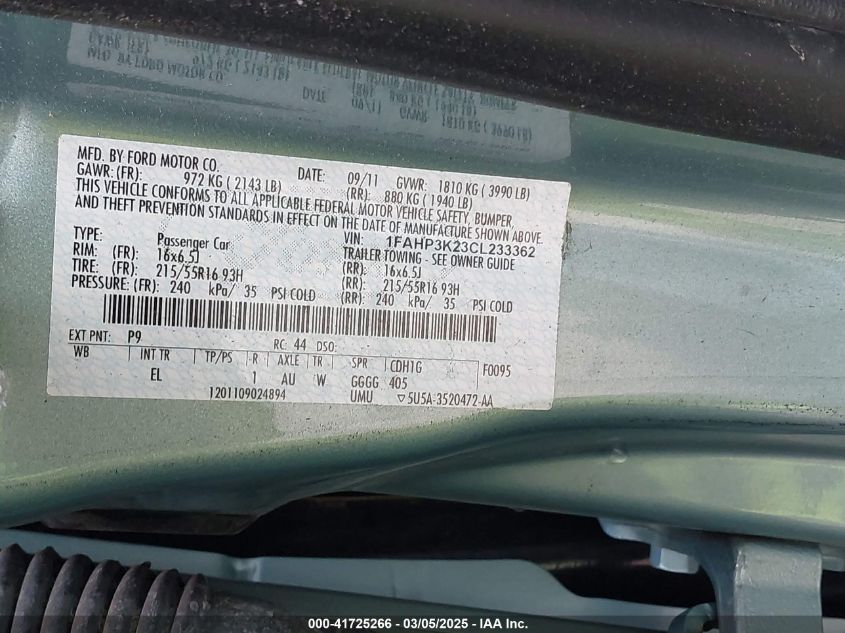 MFD. BY FORD MOTOR CO. DATE: 09/11 GVWR: 1810 KG ( 3990 LB)
GAWR: (FR): 972 KG ( 2143 LB) (RR): 880 KG ( 1940 LB)
THIS VEHICLE CONFORMS TO ALL APPLICABLE FEDERAL MOTOR VEHICLE SAFETY, BUMPER,
AND THEFT PREVENTION STANDARDS IN EFFECT ON THE DATE OF MANUFACTURE SHOWN ABOVE.
VIN: 1FAHP3K23CL233362
TYPE: Passenger Car TRAILER TOWING - SEE OWNER GUIDE
RIM: (FR) 16x6.5J (RR): 16x6.5J
TIRE: (FR) 215/55R16 93H (RR): 215/55R16 93H
PRESSURE: (FR) 240 kPa/ 35 PSI COLD (RR): 240 kPa/ 35 PSI COLD
EXT PNT: P9 RC: 44 DSO:
WB INT TR TP/PS R AXLE TR SPR CDH1G F0095
EL 1 AU W GGGG 405
1201109024894 UMU ▽5U5A-3520472-AA
000-41725266 - 03/05/2025 - IAA Inc.